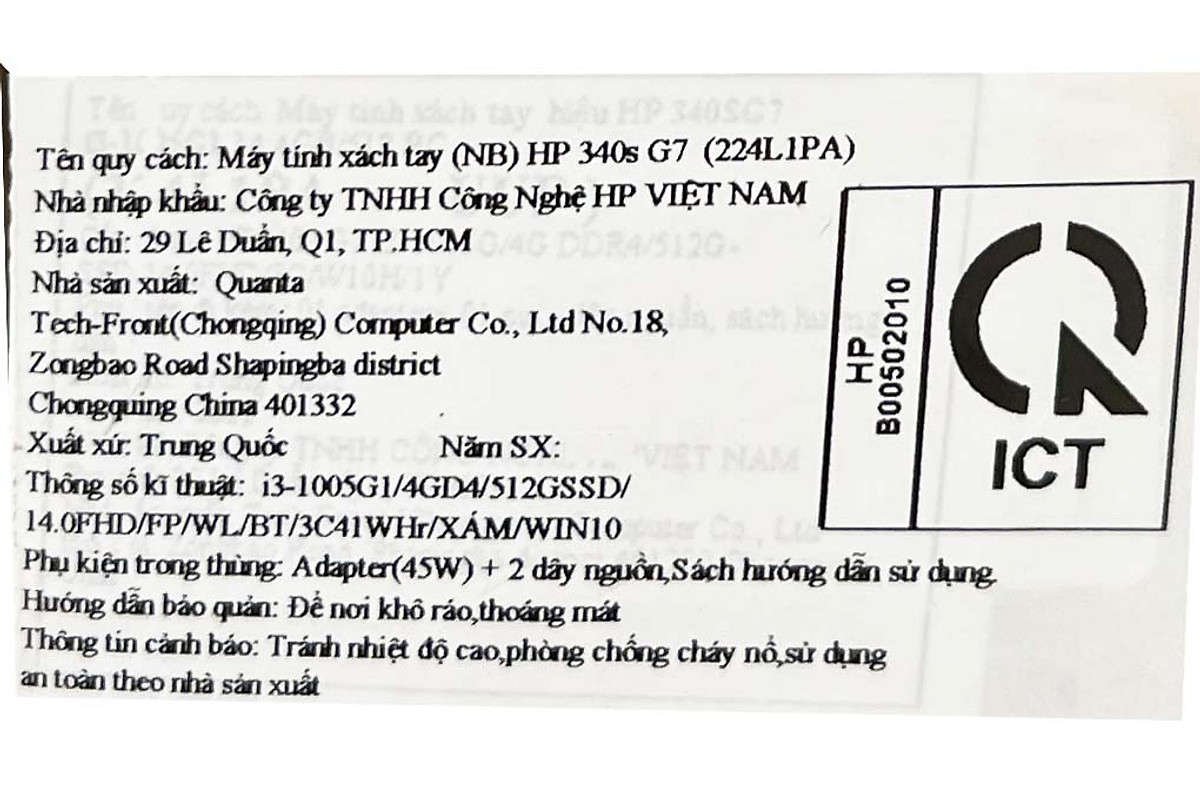 Tên quy cách: Máy tính xách tay (NB) HP 340s G7 (224L1PA)
Nhà nhập khẩu: Công ty TNHH Công Nghệ HP VIỆT NAM
Địa chỉ: 29 Lê Duẩn, Q1, TP.HCM
Nhà sản xuất: Quanta
Tech-Front(Chongqing) Computer Co., Ltd No.18,
Zongbao Road Shapingba district
Chongquing China 401332
Xuất xứ: Trung Quốc Năm SX:
Thông số kĩ thuật: i3-1005G1/4GD4/512GSSD/
14.0FHD/FP/WL/BT/3C41WHr/XÁM/WIN10
Phụ kiện trong thùng: Adapter(45W) + 2 dây nguồn,Sách hướng dẫn sử dụng.
Hướng dẫn bảo quản: Để nơi khô ráo,thoáng mát
Thông tin cảnh báo: Tránh nhiệt độ cao,phòng chống cháy nổ,sử dụng
an toàn theo nhà sản xuất
HP
B00502010
ICT